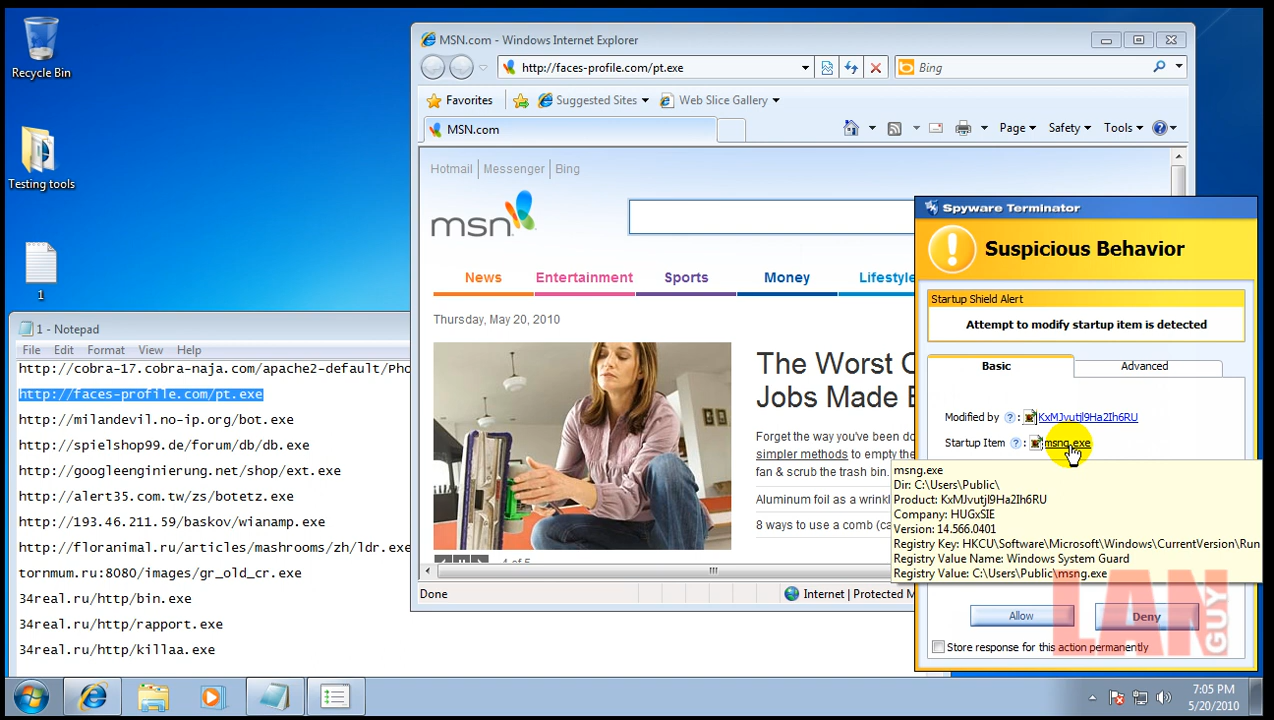 Recycle Bin
Testing tools
1
MSN.com - Windows Internet Explorer
http://faces-profile.com/pt.exe
Bing
Favorites
Suggested Sites
Web Slice Gallery
MSN.com
Page
Safety
Tools
Hotmail
Messenger
Bing
msn
News
Entertainment
Sports
Money
Lifestyle
Thursday, May 20, 2010
The Worst C
Jobs Made E
Forget the way you've been do
simpler methods to empty the
fan & scrub the trash bin.
Aluminum foil as a wrinkl
8 ways to use a comb (ca
4 of 5
Done
Internet | Protected M
1 - Notepad
File Edit Format View Help
http://cobra-17.cobra-naja.com/apache2-default/Pho
http://faces-profile.com/pt.exe
http://milandevil.no-ip.org/bot.exe
http://spielshop99.de/forum/db/db.exe
http://googleenginierung.net/shop/ext.exe
http://alert35.com.tw/zs/botetz.exe
http://193.46.211.59/baskov/wianamp.exe
http://floranimal.ru/articles/mashrooms/zh/ldr.exe
tornmum.ru:8080/images/gr_old_cr.exe
34real.ru/http/bin.exe
34real.ru/http/rapport.exe
34real.ru/http/killaa.exe
Spyware Terminator
Suspicious Behavior
Startup Shield Alert
Attempt to modify startup item is detected
Basic
Advanced
Modified by ? : KxMJvutjl9Ha2Ih6RU
Startup Item ? : msng.exe
msng.exe
Dir: C:\Users\Public\
Product: KxMJvutjl9Ha2Ih6RU
Company: HUGxSIE
Version: 14.566.0401
Registry Key: HKCU\Software\Microsoft\Windows\CurrentVersion\Run
Registry Value Name: Windows System Guard
Registry Value: C:\Users\Public\msng.exe
Allow
Deny
Store response for this action permanently
LAN
GUY
7:05 PM
5/20/2010